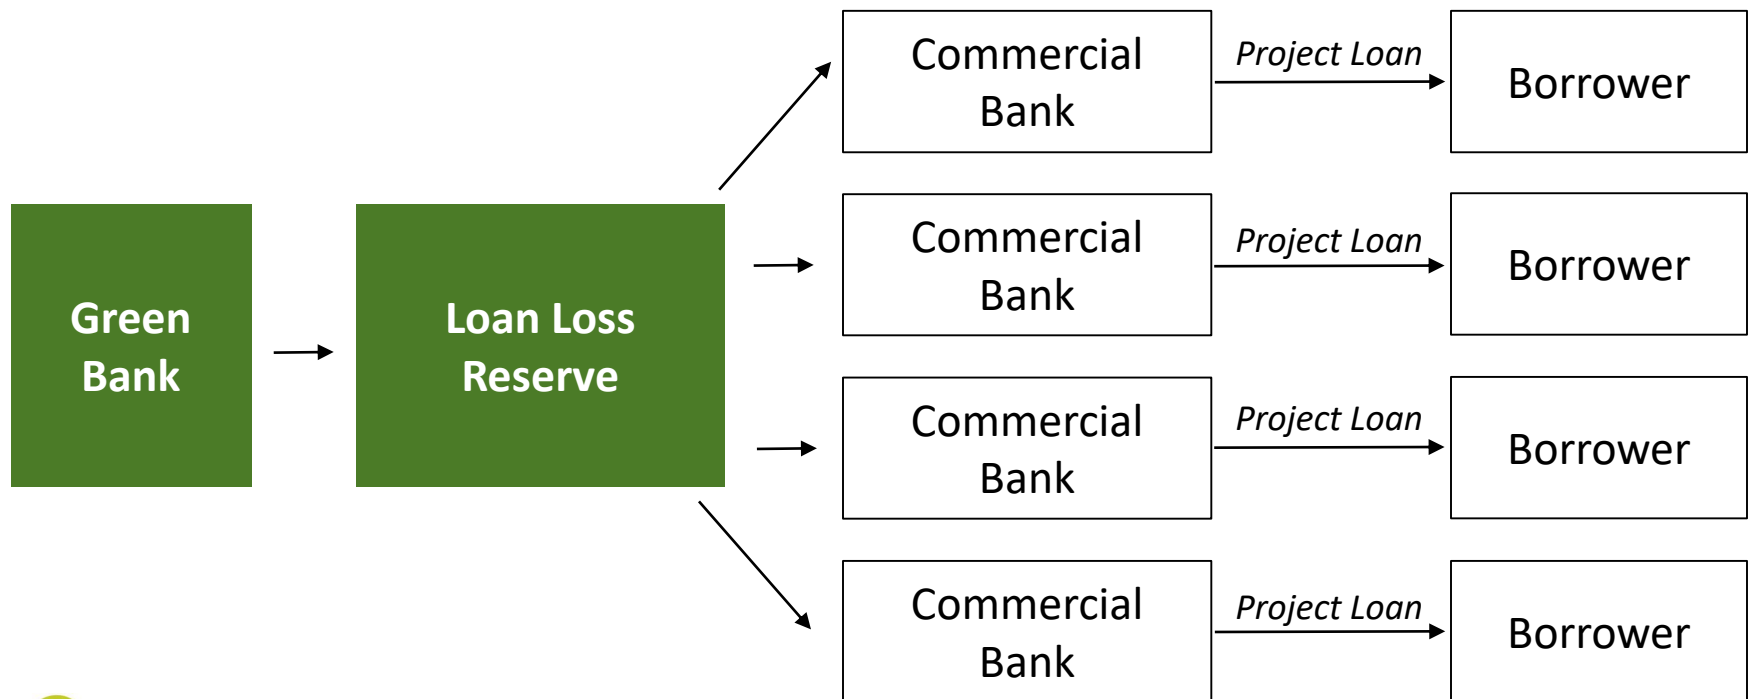 Green
Bank
Loan Loss
Reserve
Commercial
Bank
Project Loan
Borrower
Commercial
Bank
Project Loan
Borrower
Commercial
Bank
Project Loan
Borrower
Commercial
Bank
Project Loan
Borrower